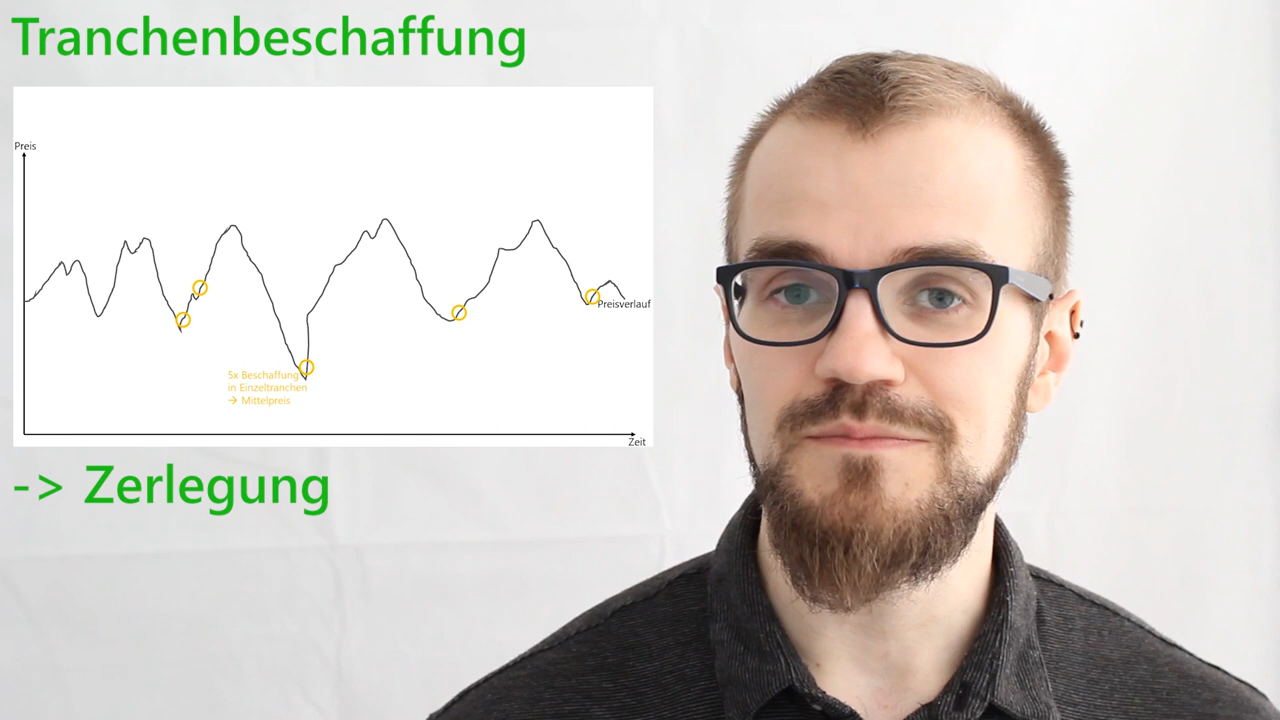 Tranchenbeschaffung
Preis
Preisverlauf
5x Beschaffung
in Einzeltranchen
→ Mittelpreis
Zeit
-> Zerlegung